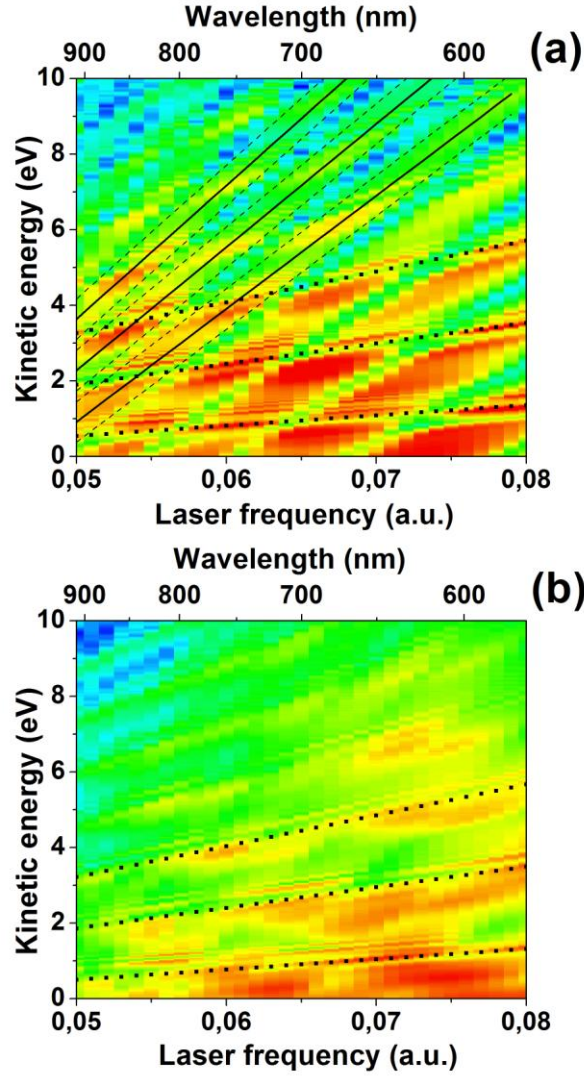 Wavelength (nm)
900 800 700 600
(a)
10
8
6
4
2
0
Kinetic energy (eV)
0,05 0,06 0,07 0,08
Laser frequency (a.u.)
Wavelength (nm)
900 800 700 600
(b)
10
8
6
4
2
0
Kinetic energy (eV)
0,05 0,06 0,07 0,08
Laser frequency (a.u.)